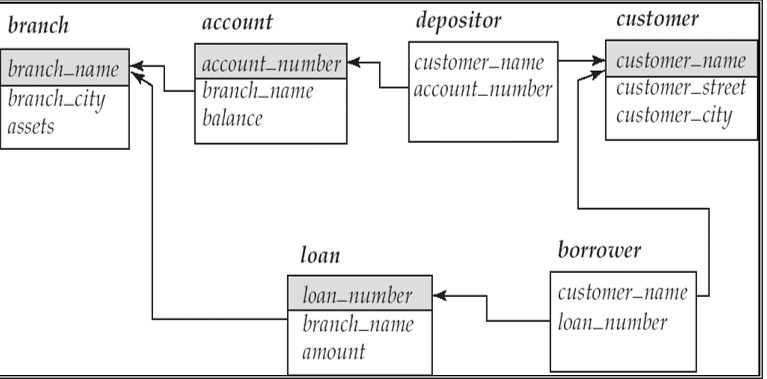 branch
branch_name
branch_city
assets
account
account_number
branch_name
balance
depositor
customer_name
account_number
customer
customer_name
customer_street
customer_city
loan
loan_number
branch_name
amount
borrower
customer_name
loan_number